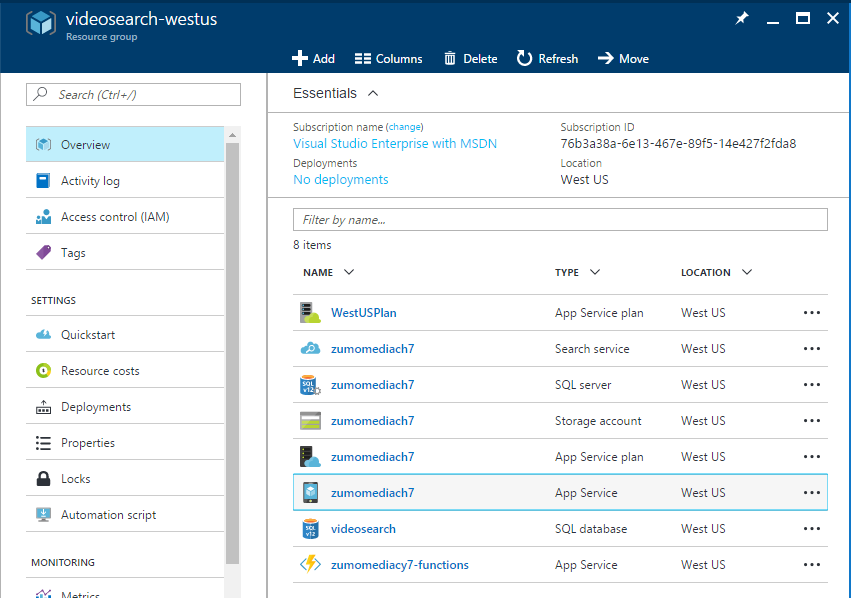 videosearch-westus
Resource group
Add Columns Delete Refresh Move
Search (Ctrl+/)
Overview
Activity log
Access control (IAM)
Tags
SETTINGS
Quickstart
Resource costs
Deployments
Properties
Locks
Automation script
MONITORING
Metrics
Essentials
Subscription name (change)
Visual Studio Enterprise with MSDN
Deployments
No deployments
Subscription ID
76b3a38a-6e13-467e-89f5-14e427f2fda8
Location
West US
Filter by name...
8 items
NAME TYPE LOCATION
WestUSPlan App Service plan West US
zumomediach7 Search service West US
SQL v12 zumomediach7 SQL server West US
zumomediach7 Storage account West US
zumomediach7 App Service plan West US
zumomediach7 App Service West US
SQL v12 videosearch SQL database West US
zumomediacy7-functions App Service West US